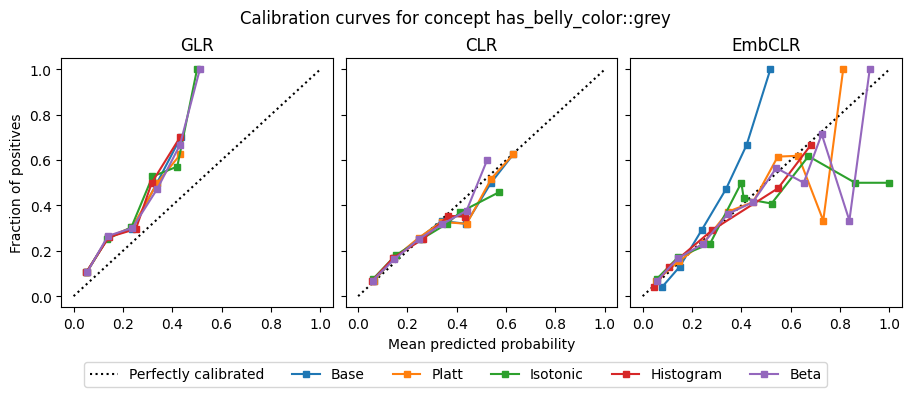 Calibration curves for concept has_belly_color::grey
GLR
CLR
EmbCLR
Fraction of positives
1.0
0.8
0.6
0.4
0.2
0.0
0.0 0.2 0.4 0.6 0.8 1.0
0.0 0.2 0.4 0.6 0.8 1.0
0.0 0.2 0.4 0.6 0.8 1.0
Mean predicted probability
Perfectly calibrated Base Platt Isotonic Histogram Beta